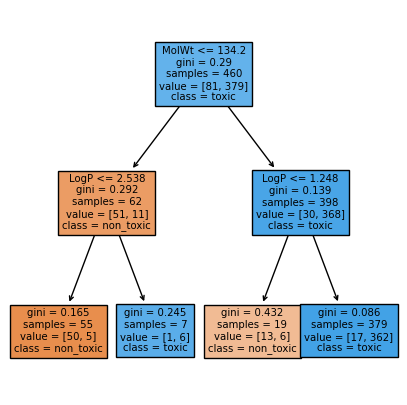 MolWt <= 134.2
gini = 0.29
samples = 460
value = [81, 379]
class = toxic
LogP <= 2.538
gini = 0.292
samples = 62
value = [51, 11]
class = non_toxic
LogP <= 1.248
gini = 0.139
samples = 398
value = [30, 368]
class = toxic
gini = 0.165
samples = 55
value = [50, 5]
class = non_toxic
gini = 0.245
samples = 7
value = [1, 6]
class = toxic
gini = 0.432
samples = 19
value = [13, 6]
class = non_toxic
gini = 0.086
samples = 379
value = [17, 362]
class = toxic